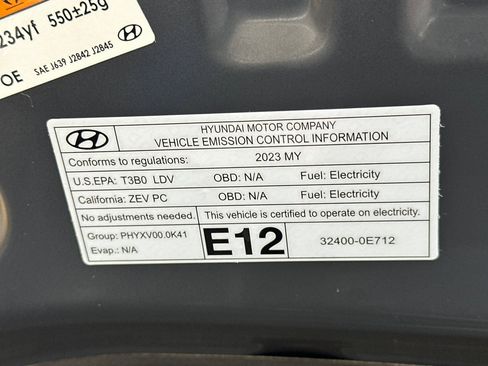 234yf 550±25g
OE SAE J639 J2842 J2845
HYUNDAI MOTOR COMPANY
VEHICLE EMISSION CONTROL INFORMATION
Conforms to regulations: 2023 MY
U.S.EPA: T3B0 LDV OBD: N/A Fuel: Electricity
California: ZEV PC OBD: N/A Fuel: Electricity
No adjustments needed. This vehicle is certified to operate on electricity.
Group: PHYXV00.0K41
Evap.: N/A
E12
32400-0E712